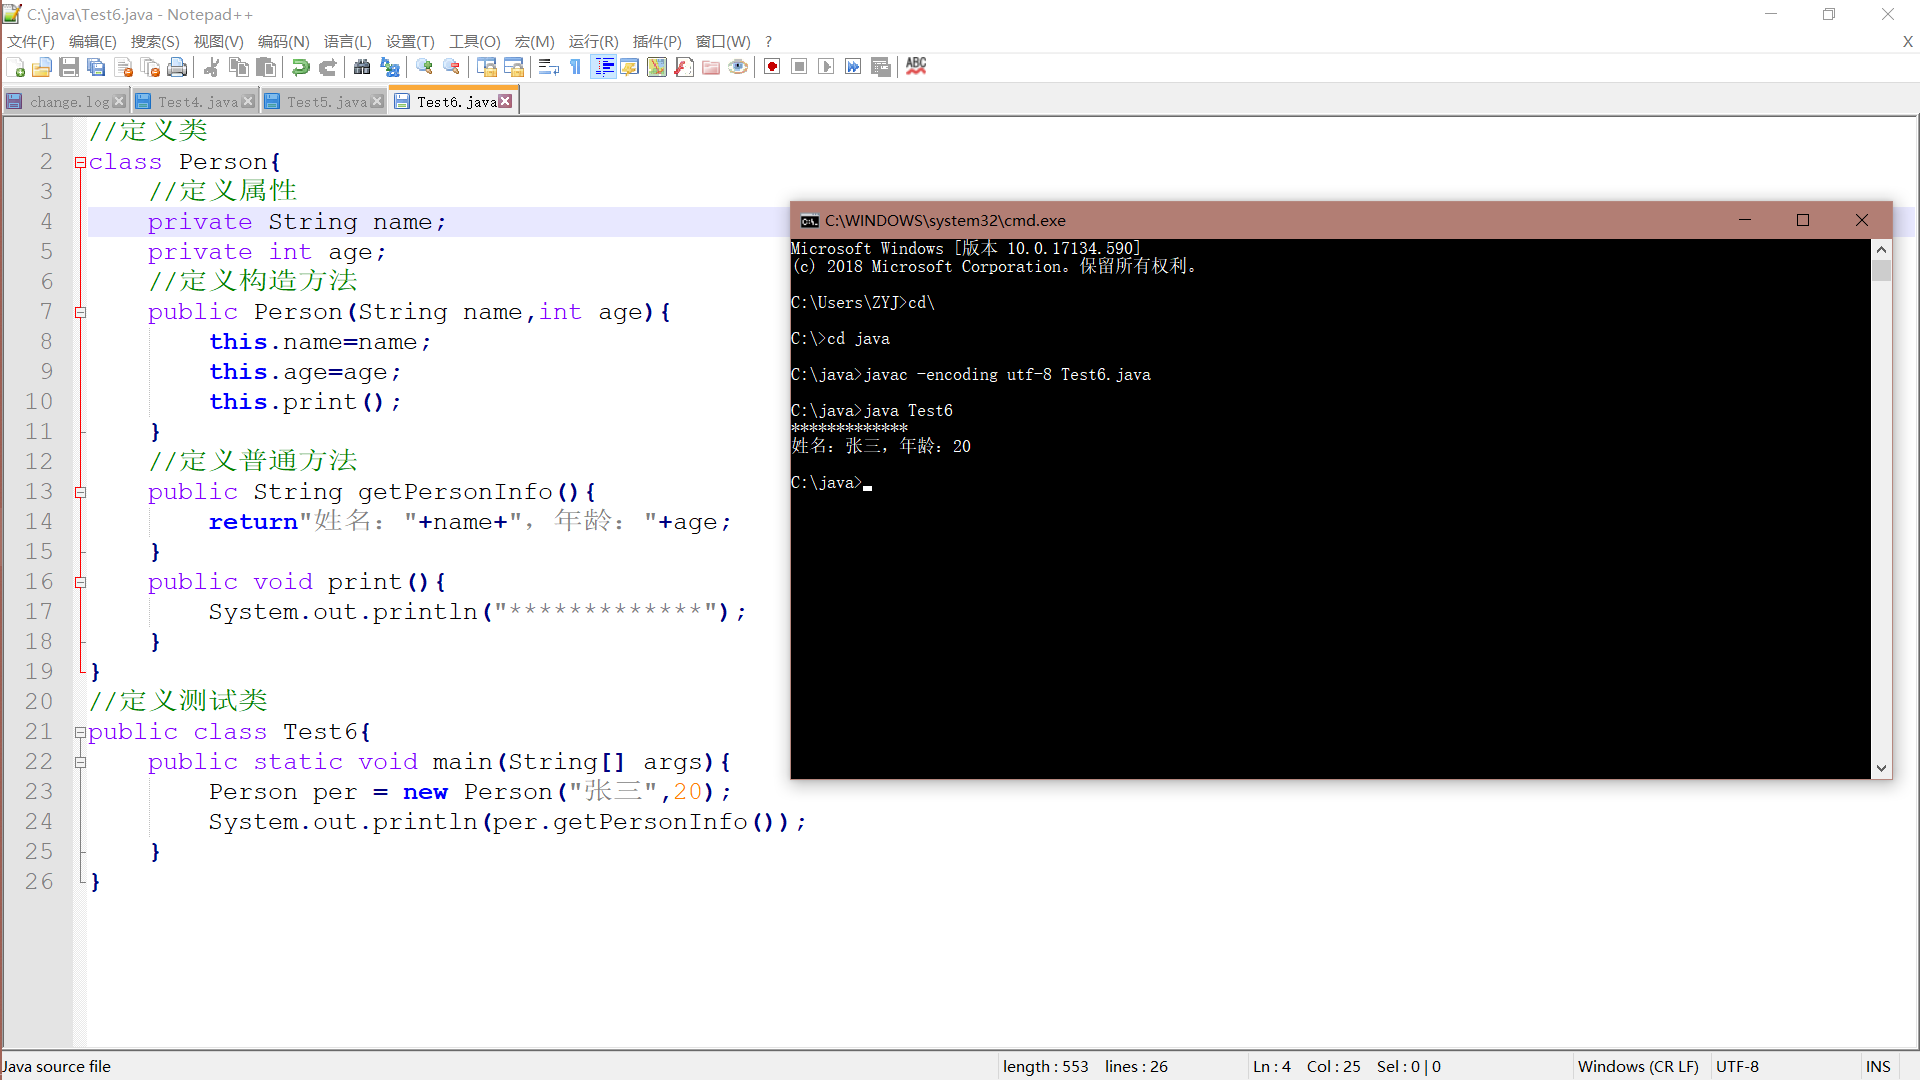 C:\java\Test6.java - Notepad++
文件(F) 编辑(E) 搜索(S) 视图(V) 编码(N) 语言(L) 设置(T) 工具(O) 宏(M) 运行(R) 插件(P) 窗口(W) ? X
ABC
change.log Test4.java Test5.java Test6.java
1 //定义类
2 class Person{
3 //定义属性
4 private String name;
5 private int age;
6 //定义构造方法
7 public Person(String name,int age){
8 this.name=name;
9 this.age=age;
10 this.print();
11 }
12 //定义普通方法
13 public String getPersonInfo(){
14 return"姓名："+name+"，年龄："+age;
15 }
16 public void print(){
17 System.out.println("*************");
18 }
19 }
20 //定义测试类
21 public class Test6{
22 public static void main(String[] args){
23 Person per = new Person("张三",20);
24 System.out.println(per.getPersonInfo());
25 }
26 }
C:\WINDOWS\system32\cmd.exe
Microsoft Windows [版本 10.0.17134.590]
(c) 2018 Microsoft Corporation。保留所有权利。
C:\Users\ZYJ>cd\
C:\>cd java
C:\java>javac -encoding utf-8 Test6.java
C:\java>java Test6
*************
姓名：张三，年龄：20
C:\java>
Java source file length : 553 lines : 26 Ln : 4 Col : 25 Sel : 0 | 0 Windows (CR LF) UTF-8 INS